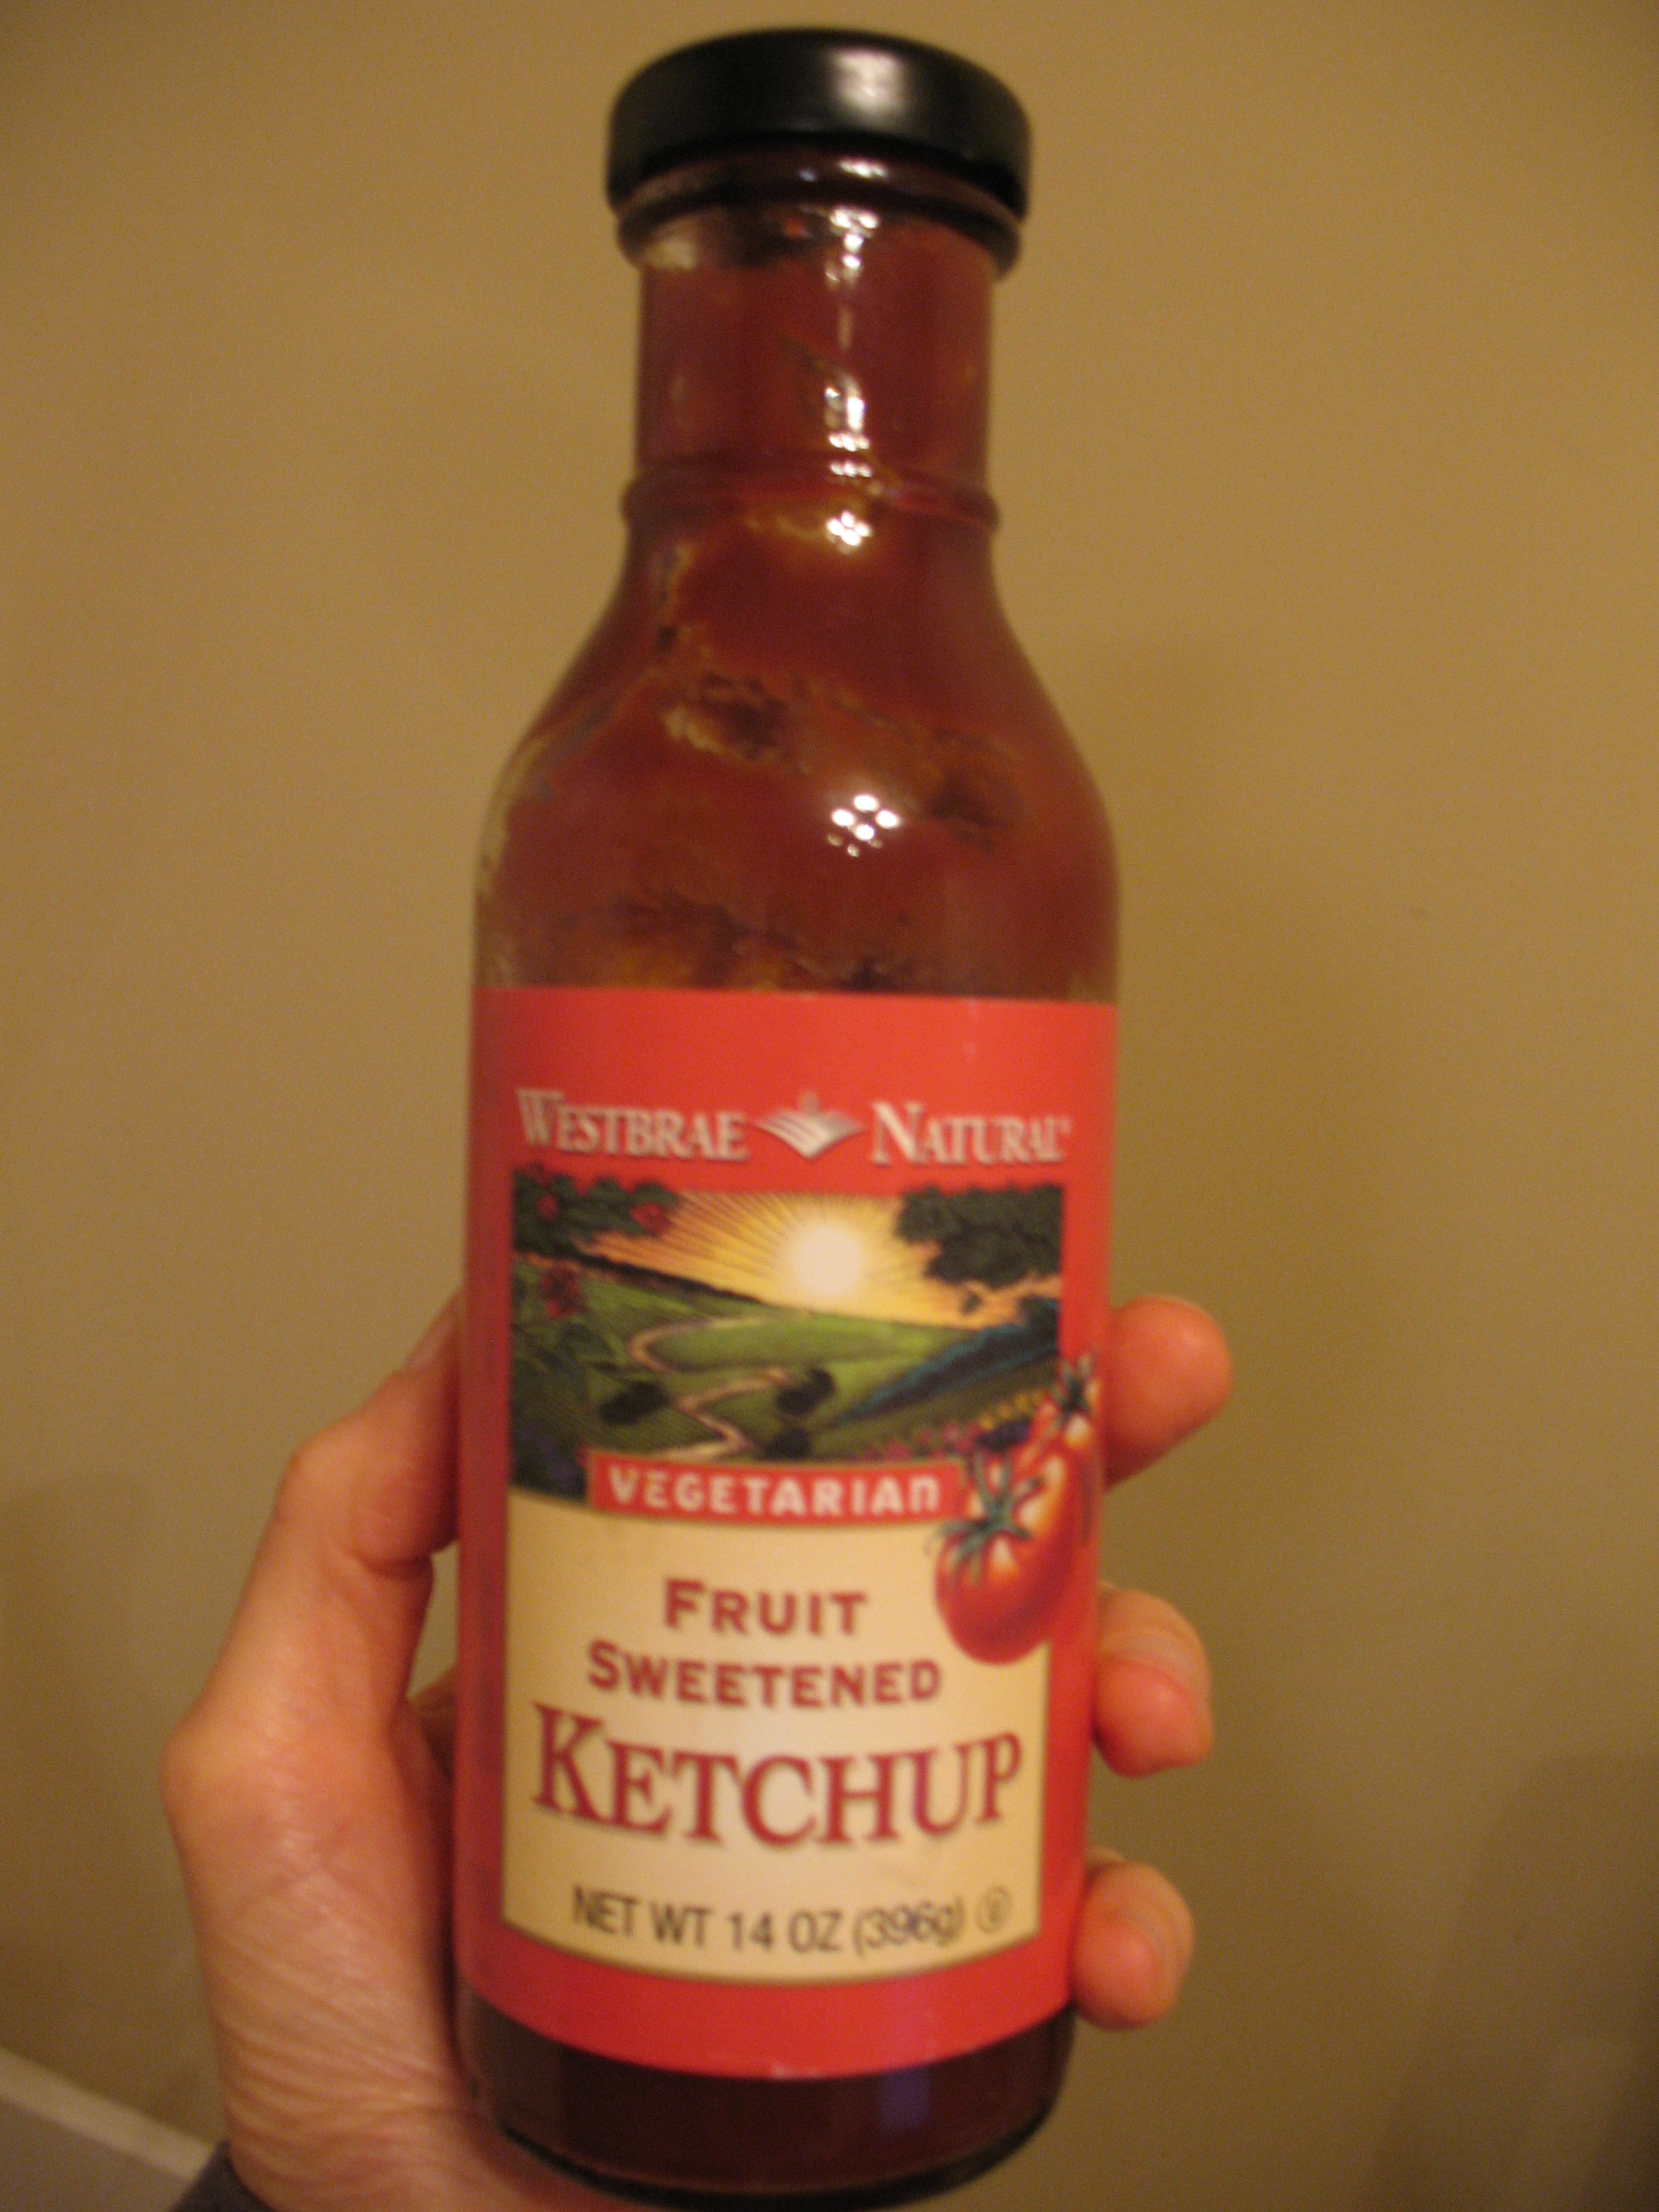 WESTBRAE NATURAL®
VEGETARIAN
FRUIT
SWEETENED
KETCHUP
NET WT 14 OZ (396g) Ⓤ